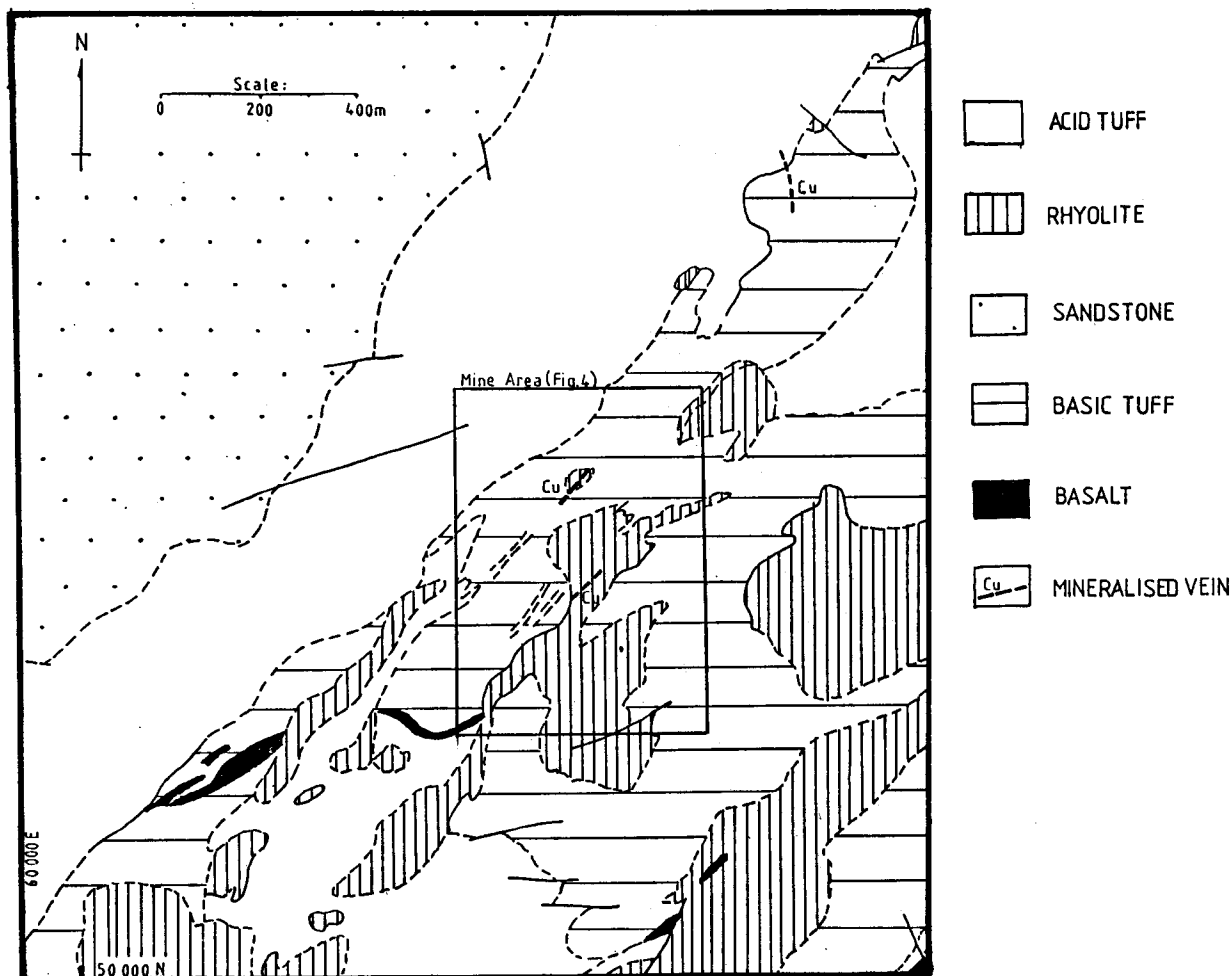 N
Scale:
0 200 400m
Cu
Mine Area(Fig.4)
Cu
Cu
60 000 E
50 000 N
ACID TUFF
RHYOLITE
SANDSTONE
BASIC TUFF
BASALT
Cu
MINERALISED VEIN